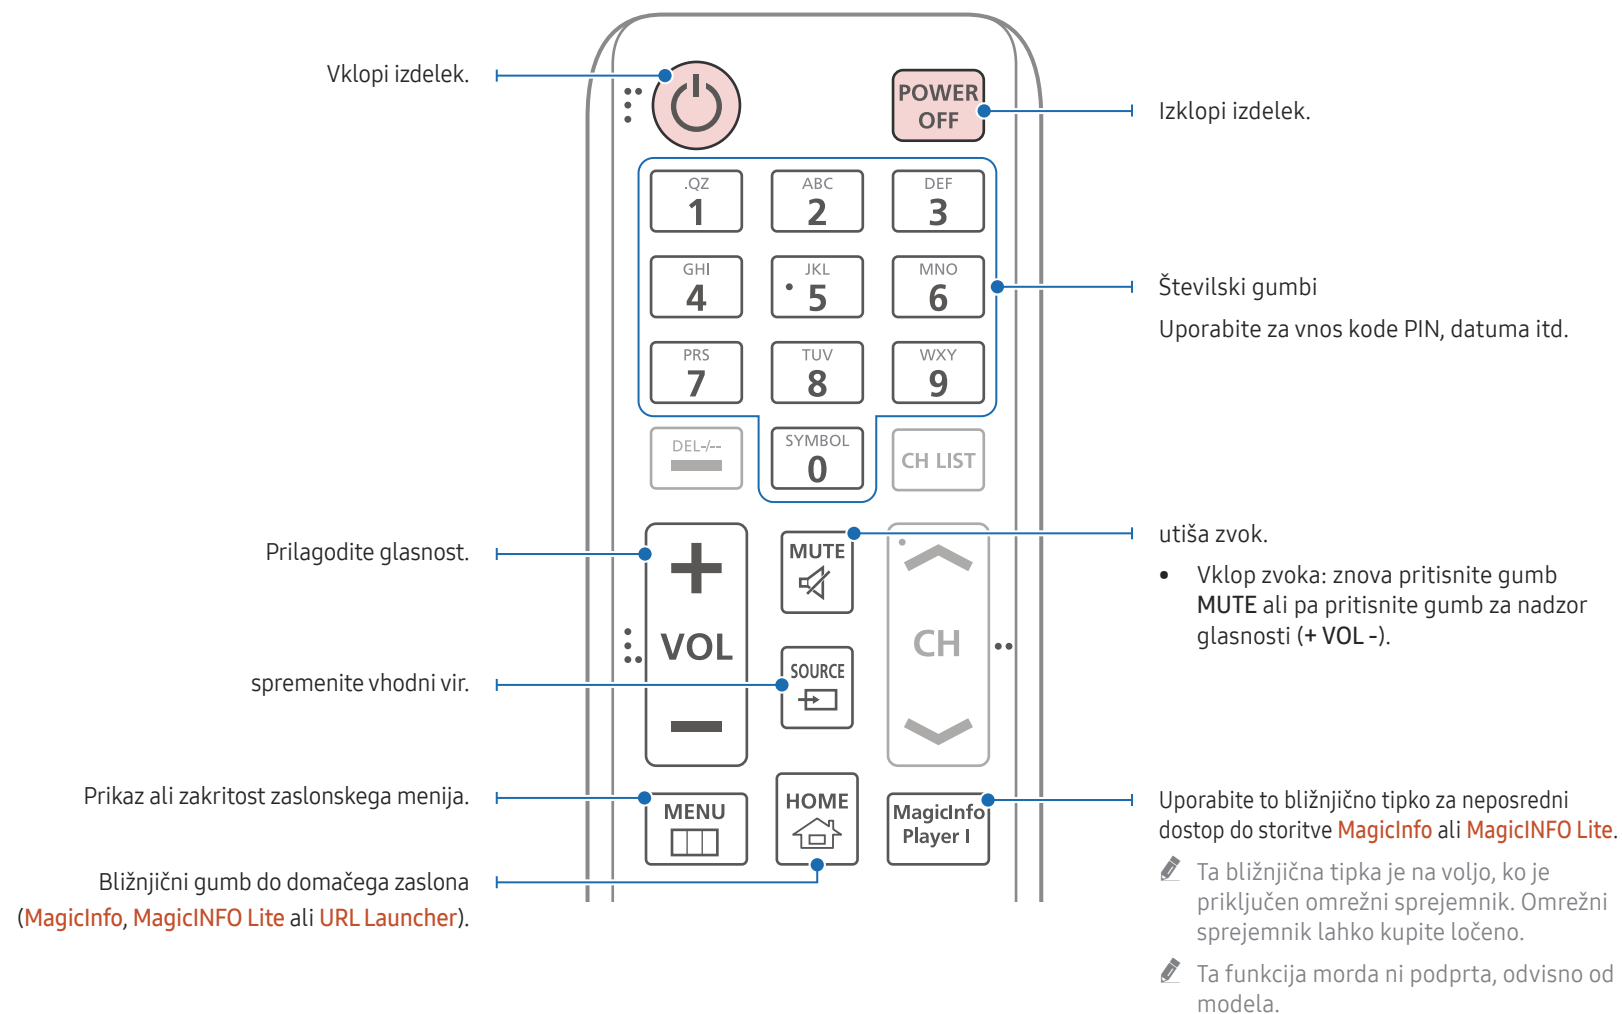 Vklopi izdelek.
POWER
OFF
Izklopi izdelek.
.QZ
1
ABC
2
DEF
3
GHI
4
JKL
5
MNO
6
Številski gumbi
Uporabite za vnos kode PIN, datuma itd.
PRS
7
TUV
8
WXY
9
DEL-/--
SYMBOL
0
CH LIST
Prilagodite glasnost.
VOL
MUTE
CH
utiša zvok.
• Vklop zvoka: znova pritisnite gumb
MUTE ali pa pritisnite gumb za nadzor
glasnosti (+ VOL -).
spremenite vhodni vir.
SOURCE
Prikaz ali zakritost zaslonskega menija.
MENU
HOME
MagicInfo
Player I
Uporabite to bližnjično tipko za neposredni
dostop do storitve MagicInfo ali MagicINFO Lite.
Ta bližnjična tipka je na voljo, ko je
priključen omrežni sprejemnik. Omrežni
sprejemnik lahko kupite ločeno.
Ta funkcija morda ni podprta, odvisno od
modela.
Bližnjični gumb do domačega zaslona
(MagicInfo, MagicINFO Lite ali URL Launcher).